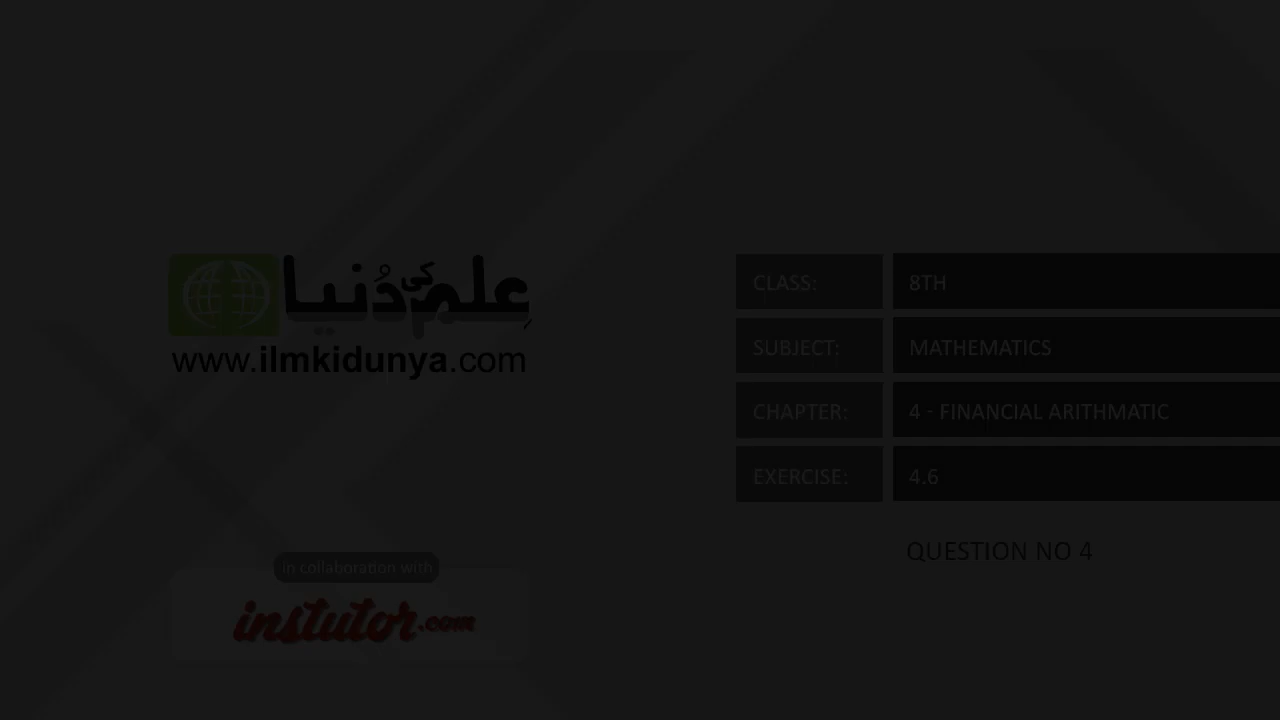 علم کی دُنیا
www.ilmkidunya.com
in collaboration with
instutor.com
CLASS: 8TH
SUBJECT: MATHEMATICS
CHAPTER: 4 - FINANCIAL ARITHMATIC
EXERCISE: 4.6
QUESTION NO 4